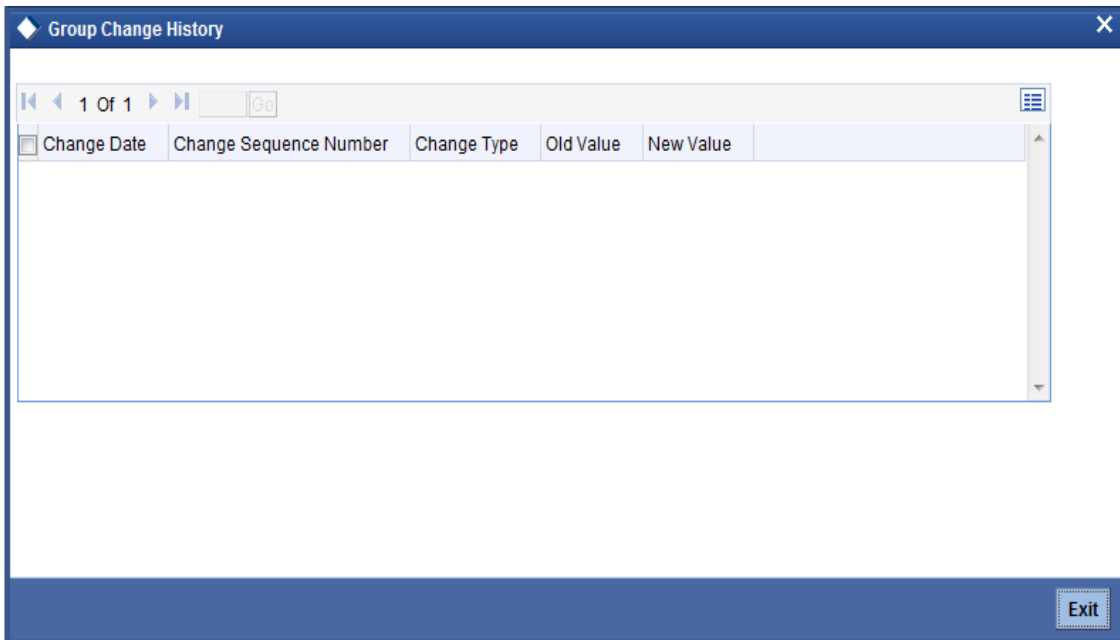 Group Change History
1 Of 1 Go
Change Date Change Sequence Number Change Type Old Value New Value
Exit